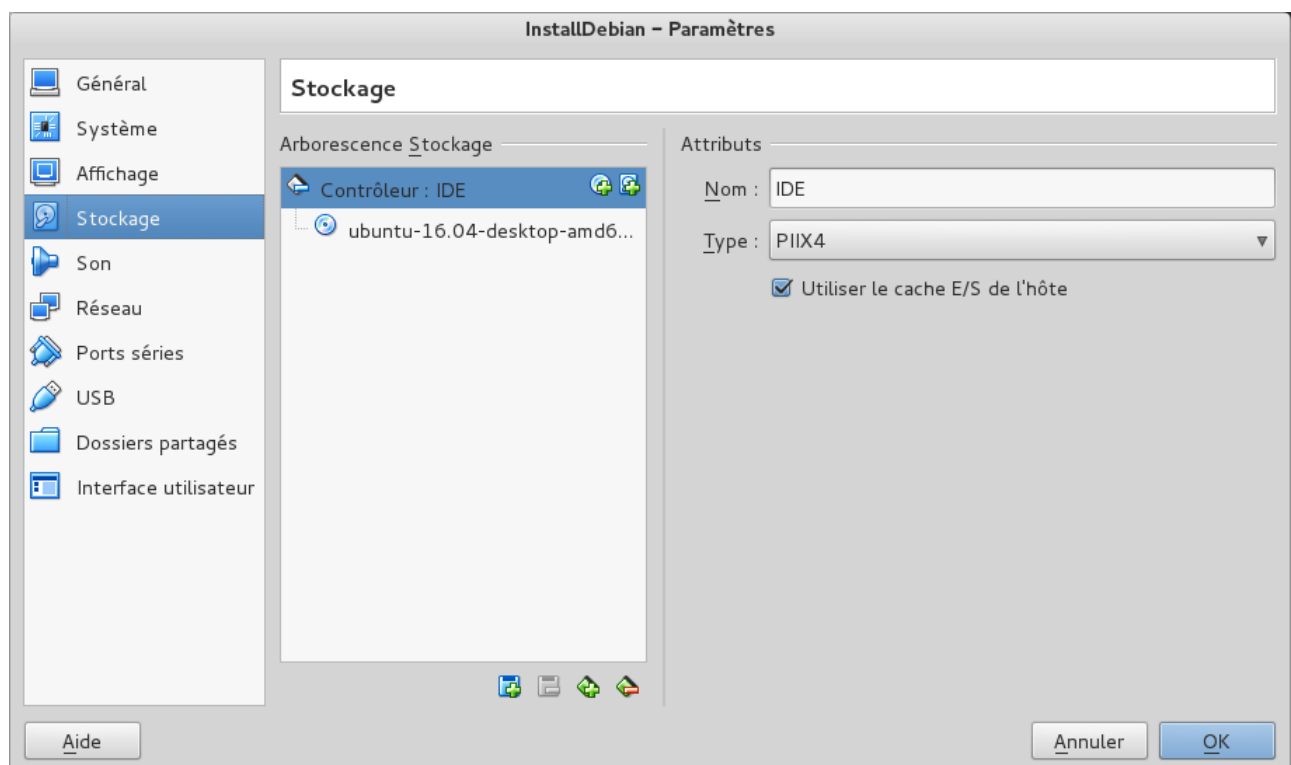 InstallDebian – Paramètres
Général
Système
Affichage
Stockage
Son
Réseau
Ports séries
USB
Dossiers partagés
Interface utilisateur
Stockage
Arborescence Stockage
Contrôleur : IDE
ubuntu-16.04-desktop-amd6...
Attributs
Nom : IDE
Type : PIIX4
Utiliser le cache E/S de l'hôte
Aide
Annuler
OK